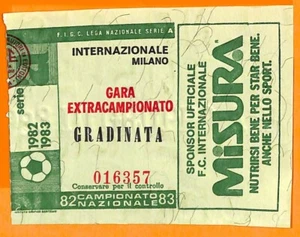 F.I.G.C. LEGA NAZIONALE SERIE A
INTERNAZIONALE
MILANO
serie
1982
1983
GARA
EXTRACAMPIONATO
GRADINATA
016357
Conservare per il controllo
82 CAMPIONATO NAZIONALE 83
SPONSOR UFFICIALE
F.C. INTERNAZIONALE
MISURA
NUTRIRSI BENE PER STAR BENE.
ANCHE NELLO SPORT.